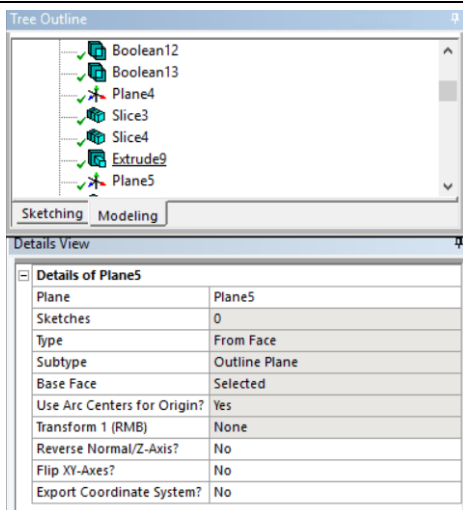 Tree Outline
Boolean12
Boolean13
Plane4
Slice3
Slice4
Extrude9
Plane5
Sketching Modeling
Details View
Details of Plane5
Plane Plane5
Sketches 0
Type From Face
Subtype Outline Plane
Base Face Selected
Use Arc Centers for Origin? Yes
Transform 1 (RMB) None
Reverse Normal/Z-Axis? No
Flip XY-Axes? No
Export Coordinate System? No